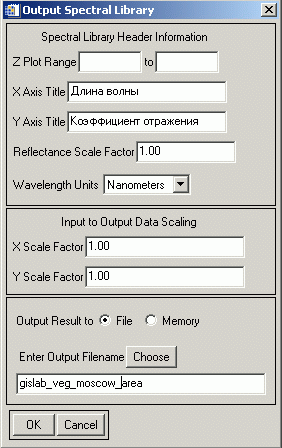 Output Spectral Library
Spectral Library Header Information
Z Plot Range to
X Axis Title Длина волны
Y Axis Title Коэффициент отражения
Reflectance Scale Factor 1.00
Wavelength Units Nanometers
Input to Output Data Scaling
X Scale Factor 1.00
Y Scale Factor 1.00
Output Result to File Memory
Enter Output Filename Choose
gislab_veg_moscow_area
OK Cancel